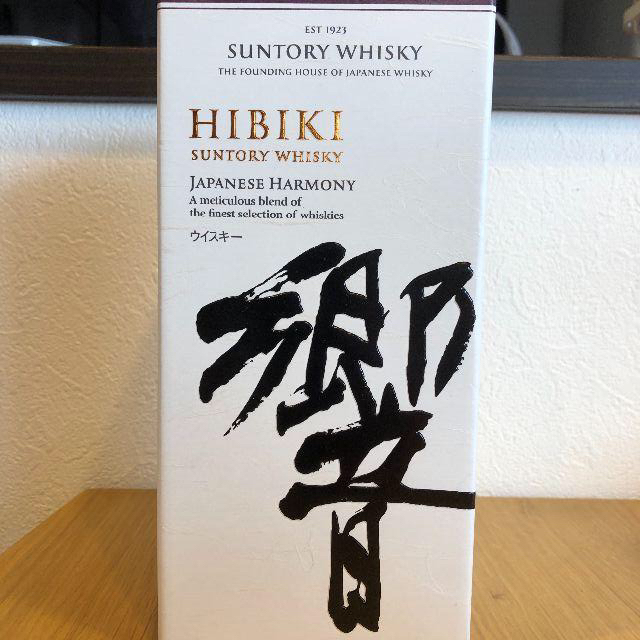 EST 1923
SUNTORY WHISKY
THE FOUNDING HOUSE OF JAPANESE WHISKY
HIBIKI
SUNTORY WHISKY
JAPANESE HARMONY
A meticulous blend of
the finest selection of whiskies
ウイスキー
響